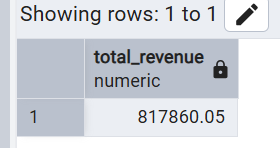 Showing rows: 1 to 1
total_revenue
numeric
1 817860.05